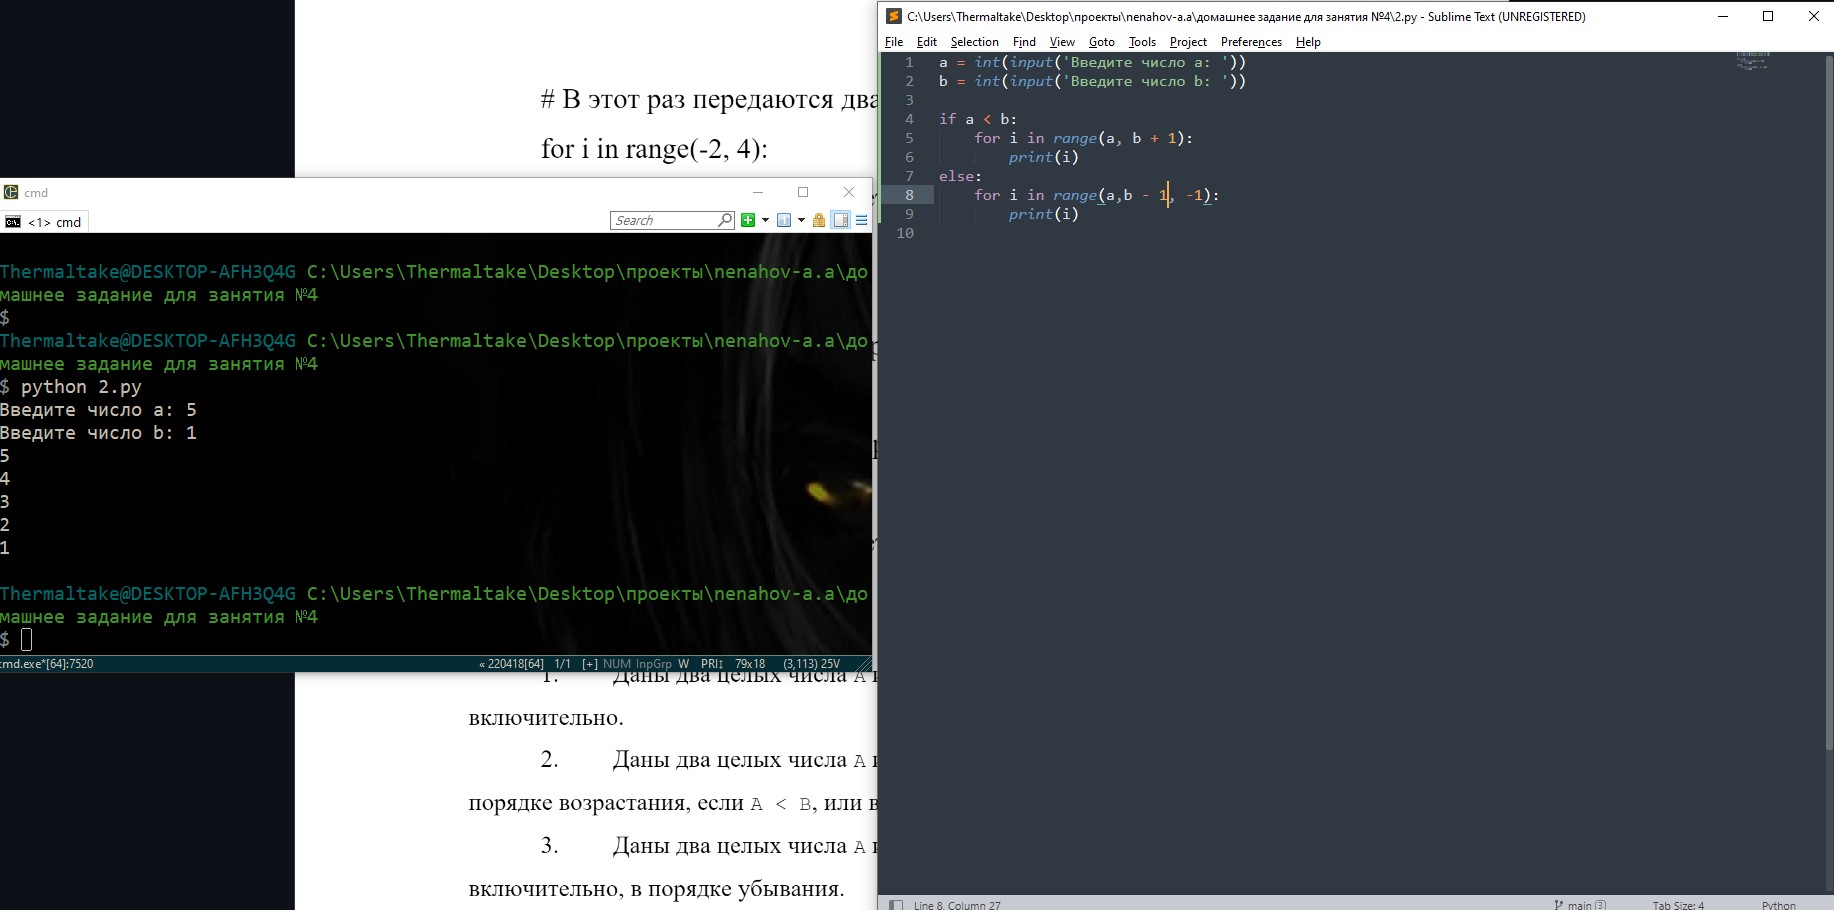 # В этот раз передаются два
for i in range(-2, 4):
cmd
<1> cmd
Search
Thermaltake@DESKTOP-AFH3Q4G C:\Users\Thermaltake\Desktop\проекты\nenahov-a.a\до
машнее задание для занятия №4
$
Thermaltake@DESKTOP-AFH3Q4G C:\Users\Thermaltake\Desktop\проекты\nenahov-a.a\до
машнее задание для занятия №4
$ python 2.py
Введите число a: 5
Введите число b: 1
5
4
3
2
1
Thermaltake@DESKTOP-AFH3Q4G C:\Users\Thermaltake\Desktop\проекты\nenahov-a.a\до
машнее задание для занятия №4
$
cmd.exe*[64]:7520 « 220418[64] 1/1 [+] NUM InpGrp W PRI↕ 79x18 (3,113) 25V
1. Даны два целых числа A и
включительно.
2. Даны два целых числа A и
порядке возрастания, если A < B, или в
3. Даны два целых числа A и
включительно, в порядке убывания.
C:\Users\Thermaltake\Desktop\проекты\nenahov-a.a\домашнее задание для занятия №4\2.py - Sublime Text (UNREGISTERED)
File Edit Selection Find View Goto Tools Project Preferences Help
1 a = int(input('Введите число a: '))
2 b = int(input('Введите число b: '))
3
4 if a < b:
5 for i in range(a, b + 1):
6 print(i)
7 else:
8 for i in range(a,b - 1, -1):
9 print(i)
10
Line 8, Column 27 main 3 Tab Size: 4 Python